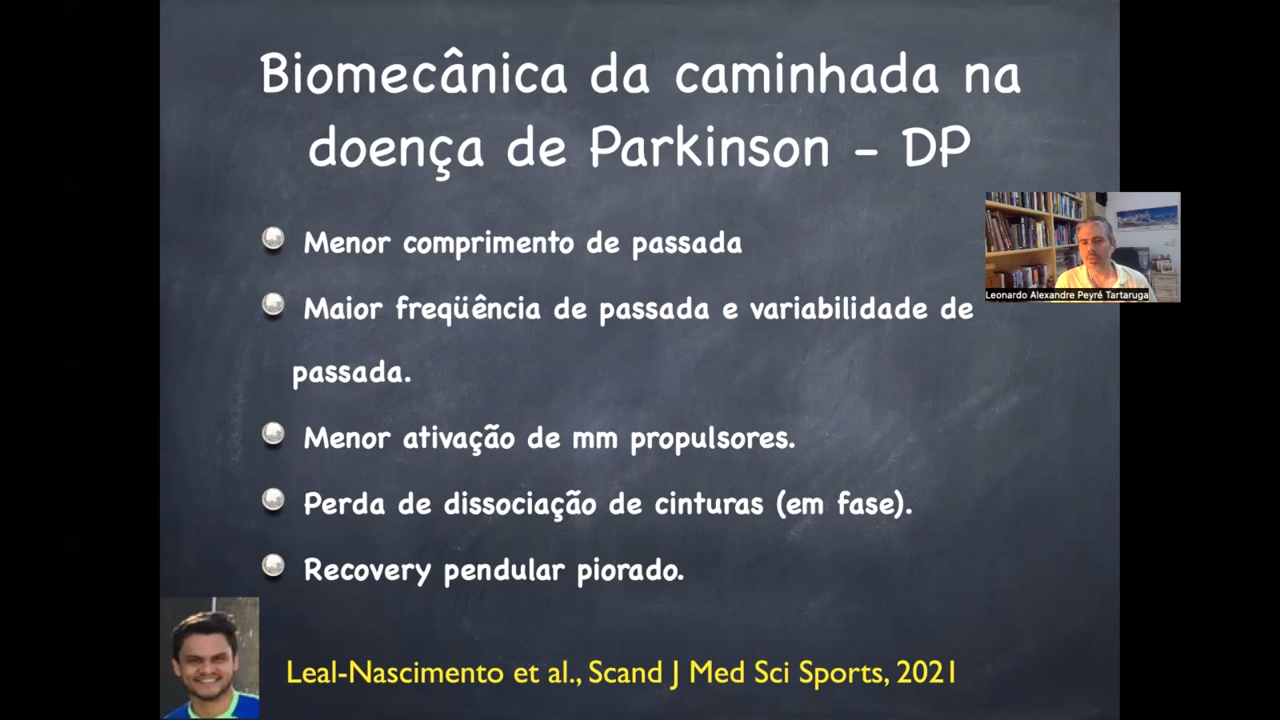 Biomecânica da caminhada na
doença de Parkinson - DP
Menor comprimento de passada
Maior freqüência de passada e variabilidade de
passada.
Menor ativação de mm propulsores.
Perda de dissociação de cinturas (em fase).
Recovery pendular piorado.
Leonardo Alexandre Peyré Tartaruga
Leal-Nascimento et al., Scand J Med Sci Sports, 2021